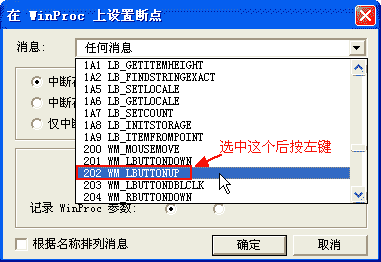 在 WinProc 上设置断点
消息:
任何消息
1A1 LB_GETITEMHEIGHT
1A2 LB_FINDSTRINGEXACT
1A5 LB_SETLOCALE
1A6 LB_GETLOCALE
1A7 LB_SETCOUNT
1A8 LB_INITSTORAGE
1A9 LB_ITEMFROMPOINT
200 WM_MOUSEMOVE
201 WM_LBUTTONDOWN
202 WM_LBUTTONUP
203 WM_LBUTTONDBLCLK
204 WM_RBUTTONDOWN
选中这个后按左键
中断
中断
仅中断
记录 WinProc 参数:
根据名称排列消息
确定
取消